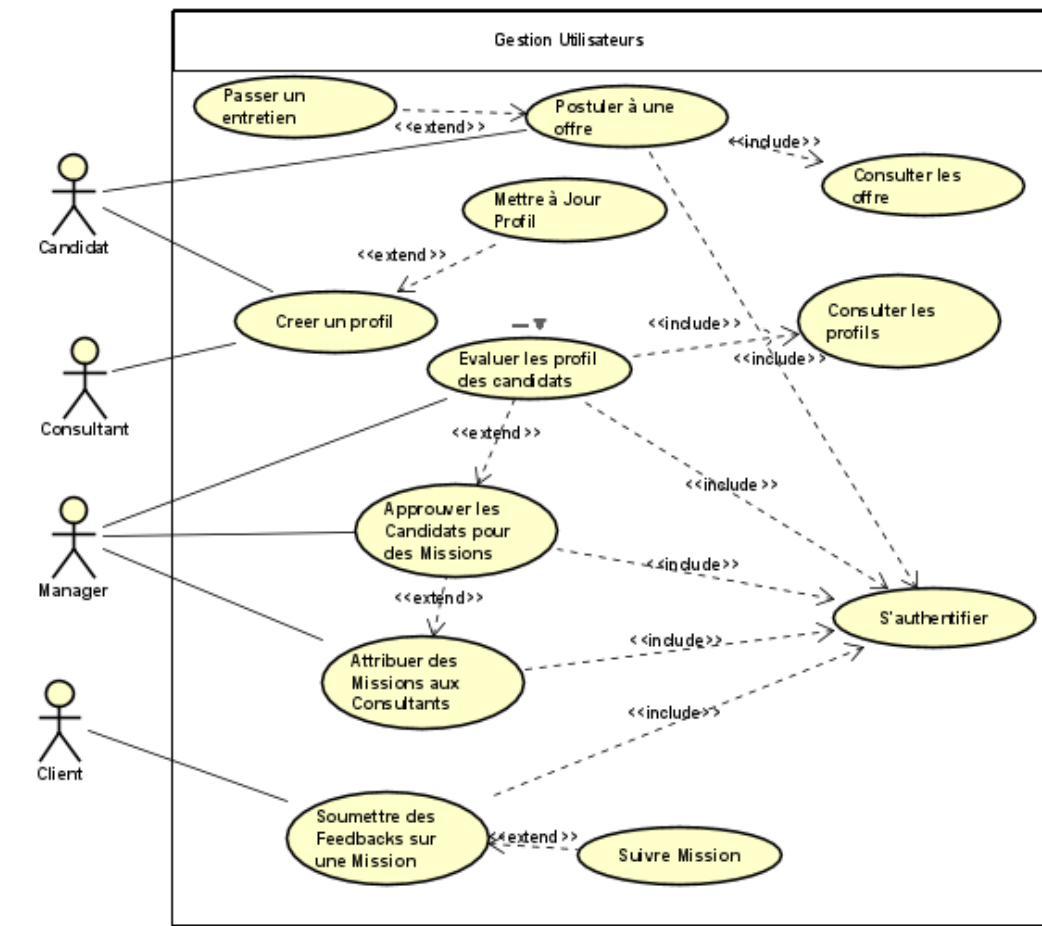 Gestion Utilisateurs
Passer un
entretien
<<extend>>
Postuler à une
offre
<<include>>
Consulter les
offre
Candidat
Mettre à Jour
Profil
<<extend>>
Creer un profil
Consulter les
profils
<<include>>
<<include>>
Consultant
Evaluer les profil
des candidats
<<extend>>
<<include>>
Manager
Approuver les
Candidats pour
des Missions
<<include>>
<<extend>>
S'authentifier
Attribuer des
Missions aux
Consultants
<<include>>
<<include>>
Client
Soumettre des
Feedbacks sur
une Mission
<<extend>>
Suivre Mission